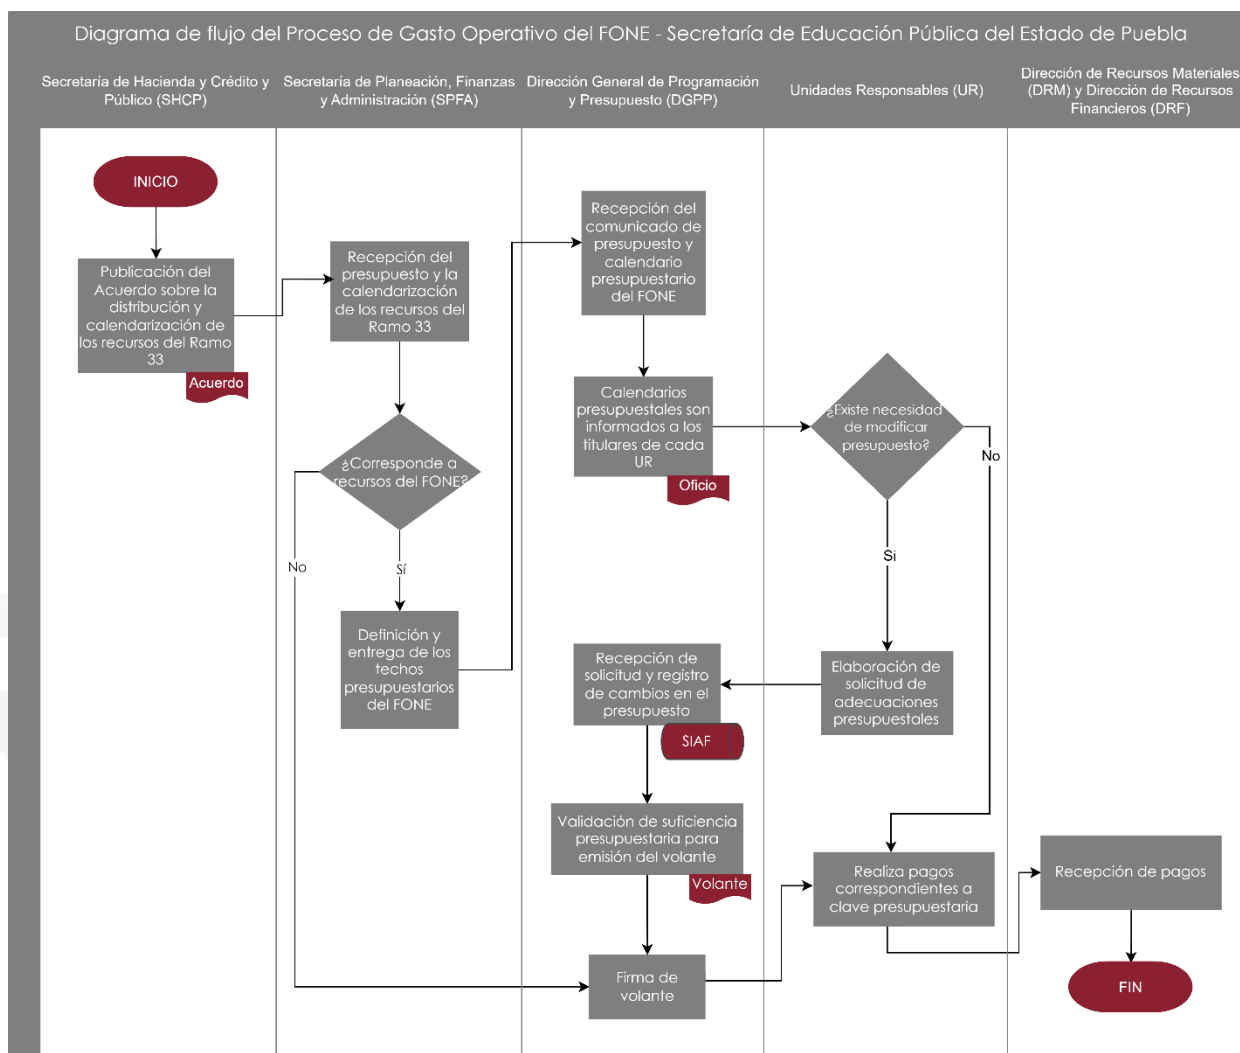 Diagrama de flujo del Proceso de Gasto Operativo del FONE - Secretaría de Educación Pública del Estado de Puebla
Secretaría de Hacienda y Crédito y
Público (SHCP)
Secretaría de Planeación, Finanzas
y Administración (SPFA)
Dirección General de Programación
y Presupuesto (DGPP)
Unidades Responsables (UR)
Dirección de Recursos Materiales
(DRM) y Dirección de Recursos
Financieros (DRF)
INICIO
Publicación del
Acuerdo sobre la
distribución y
calendarización de
los recursos del Ramo
33
Acuerdo
Recepción del
presupuesto y la
calendarización
de los recursos del
Ramo 33
¿Corresponde a
recursos del FONE?
No
Sí
Definición y
entrega de los
techos
presupuestarios
del FONE
Recepción del
comunicado de
presupuesto y
calendario
presupuestario
del FONE
Calendarios
presupuestales son
informados a los
titulares de cada
UR
Oficio
¿Existe necesidad
de modificar
presupuesto?
No
Si
Elaboración de
solicitud de
adecuaciones
presupuestales
Recepción de
solicitud y registro
de cambios en el
presupuesto
SIAF
Validación de suficiencia
presupuestaria para
emisión del volante
Volante
Firma de
volante
Realiza pagos
correspondientes a
clave presupuestaria
Recepción de pagos
FIN